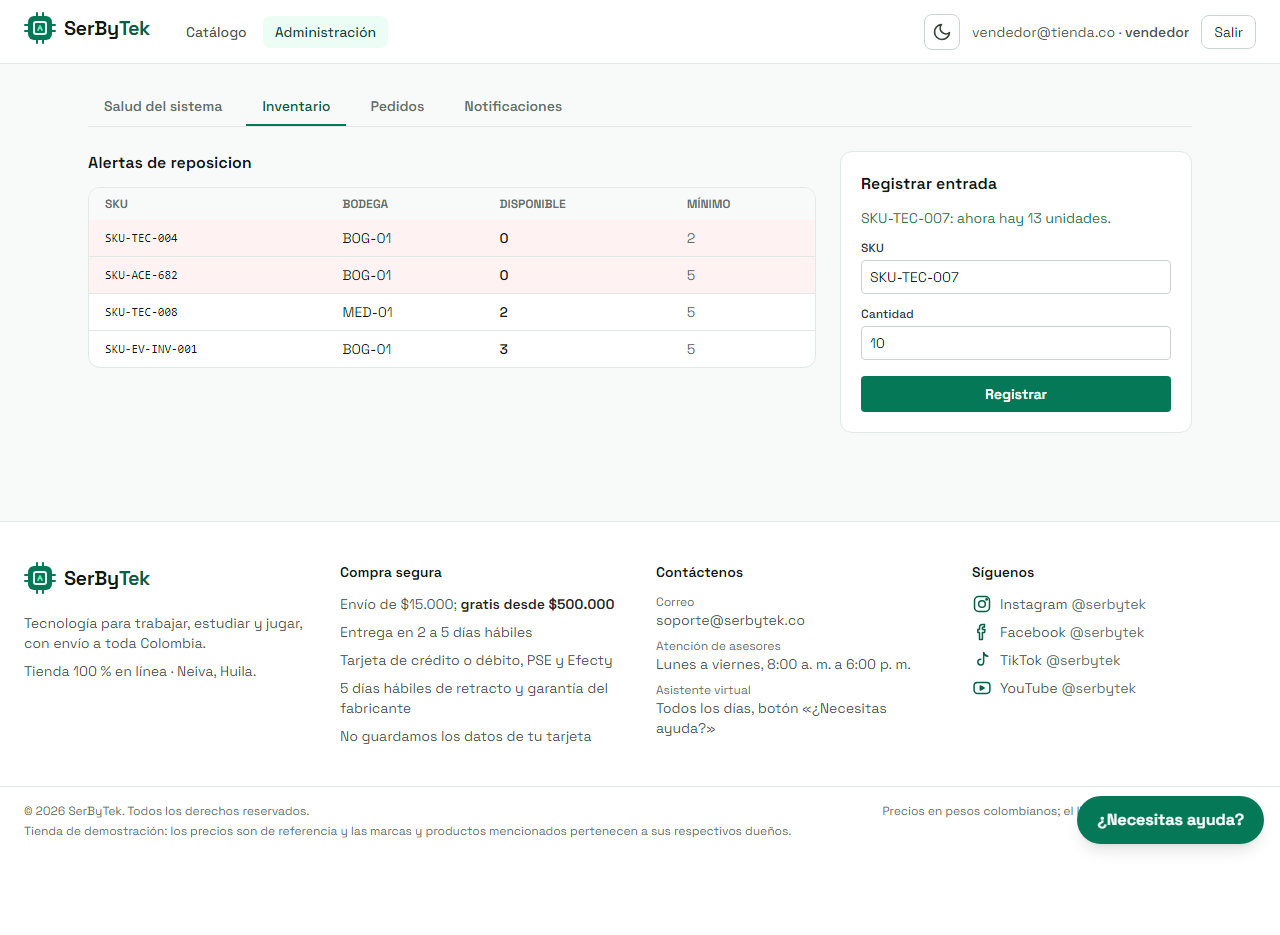 SerByTek
Catálogo
Administración
vendedor@tienda.co · vendedor
Salir
Salud del sistema
Inventario
Pedidos
Notificaciones
Alertas de reposicion
SKU BODEGA DISPONIBLE MÍNIMO
SKU-TEC-004 BOG-01 0 2
SKU-ACE-682 BOG-01 0 5
SKU-TEC-008 MED-01 2 5
SKU-EV-INV-001 BOG-01 3 5
Registrar entrada
SKU-TEC-007: ahora hay 13 unidades.
SKU
SKU-TEC-007
Cantidad
10
Registrar
SerByTek
Tecnología para trabajar, estudiar y jugar,
con envío a toda Colombia.
Tienda 100 % en línea · Neiva, Huila.
Compra segura
Envío de $15.000; gratis desde $500.000
Entrega en 2 a 5 días hábiles
Tarjeta de crédito o débito, PSE y Efecty
5 días hábiles de retracto y garantía del
fabricante
No guardamos los datos de tu tarjeta
Contáctenos
Correo
soporte@serbytek.co
Atención de asesores
Lunes a viernes, 8:00 a. m. a 6:00 p. m.
Asistente virtual
Todos los días, botón «¿Necesitas
ayuda?»
Síguenos
Instagram @serbytek
Facebook @serbytek
TikTok @serbytek
YouTube @serbytek
© 2026 SerByTek. Todos los derechos reservados.
Precios en pesos colombianos; el
Tienda de demostración: los precios son de referencia y las marcas y productos mencionados pertenecen a sus respectivos dueños.
¿Necesitas ayuda?